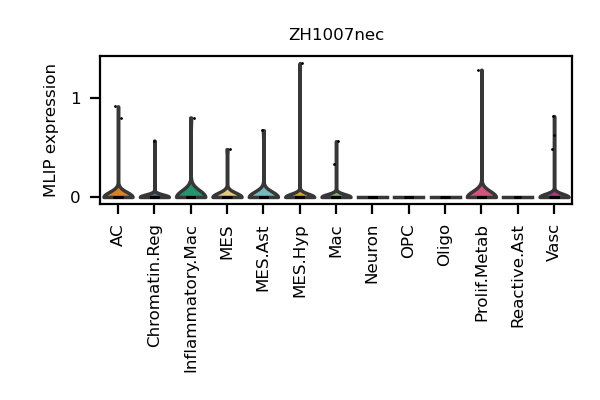 ZH1007nec
MLIP expression
1
0
AC
Chromatin.Reg
Inflammatory.Mac
MES
MES.Ast
MES.Hyp
Mac
Neuron
OPC
Oligo
Prolif.Metab
Reactive.Ast
Vasc